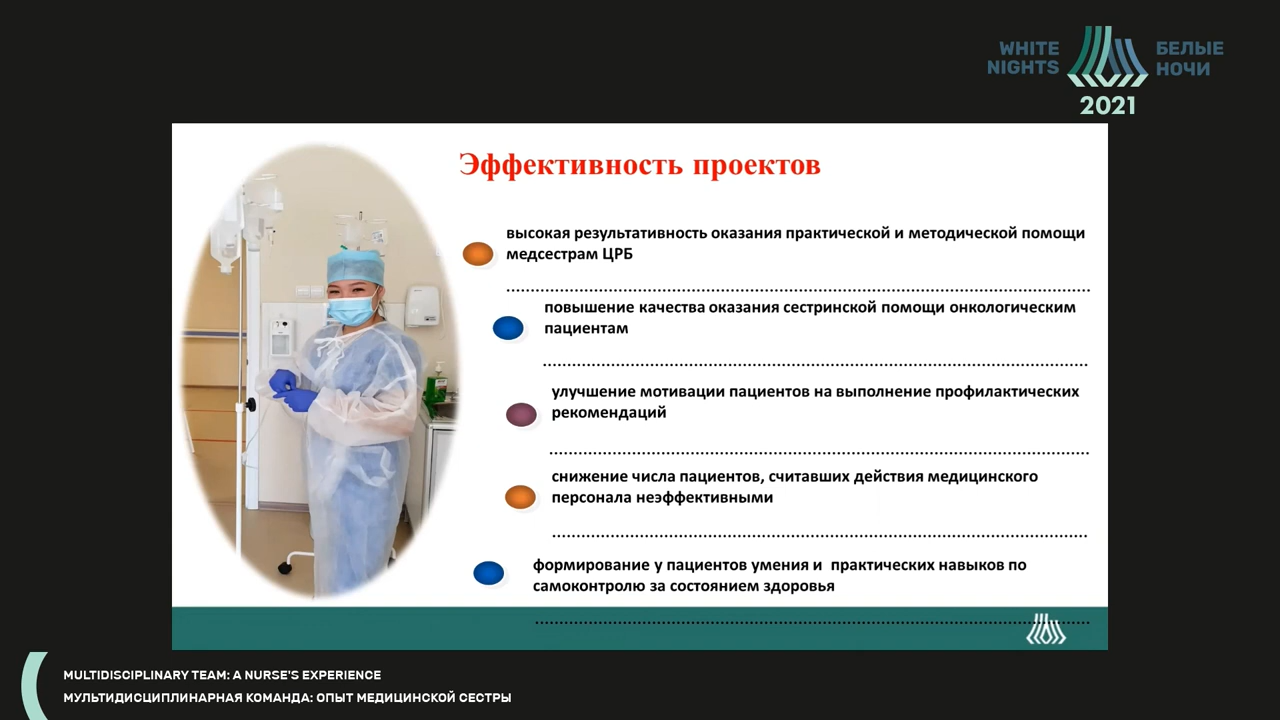 WHITE
NIGHTS
БЕЛЫЕ
НОЧИ
2021
Эффективность проектов
высокая результативность оказания практической и методической помощи
медсестрам ЦРБ
повышение качества оказания сестринской помощи онкологическим
пациентам
улучшение мотивации пациентов на выполнение профилактических
рекомендаций
снижение числа пациентов, считавших действия медицинского
персонала неэффективными
формирование у пациентов умения и практических навыков по
самоконтролю за состоянием здоровья
MULTIDISCIPLINARY TEAM: A NURSE'S EXPERIENCE
МУЛЬТИДИСЦИПЛИНАРНАЯ КОМАНДА: ОПЫТ МЕДИЦИНСКОЙ СЕСТРЫ